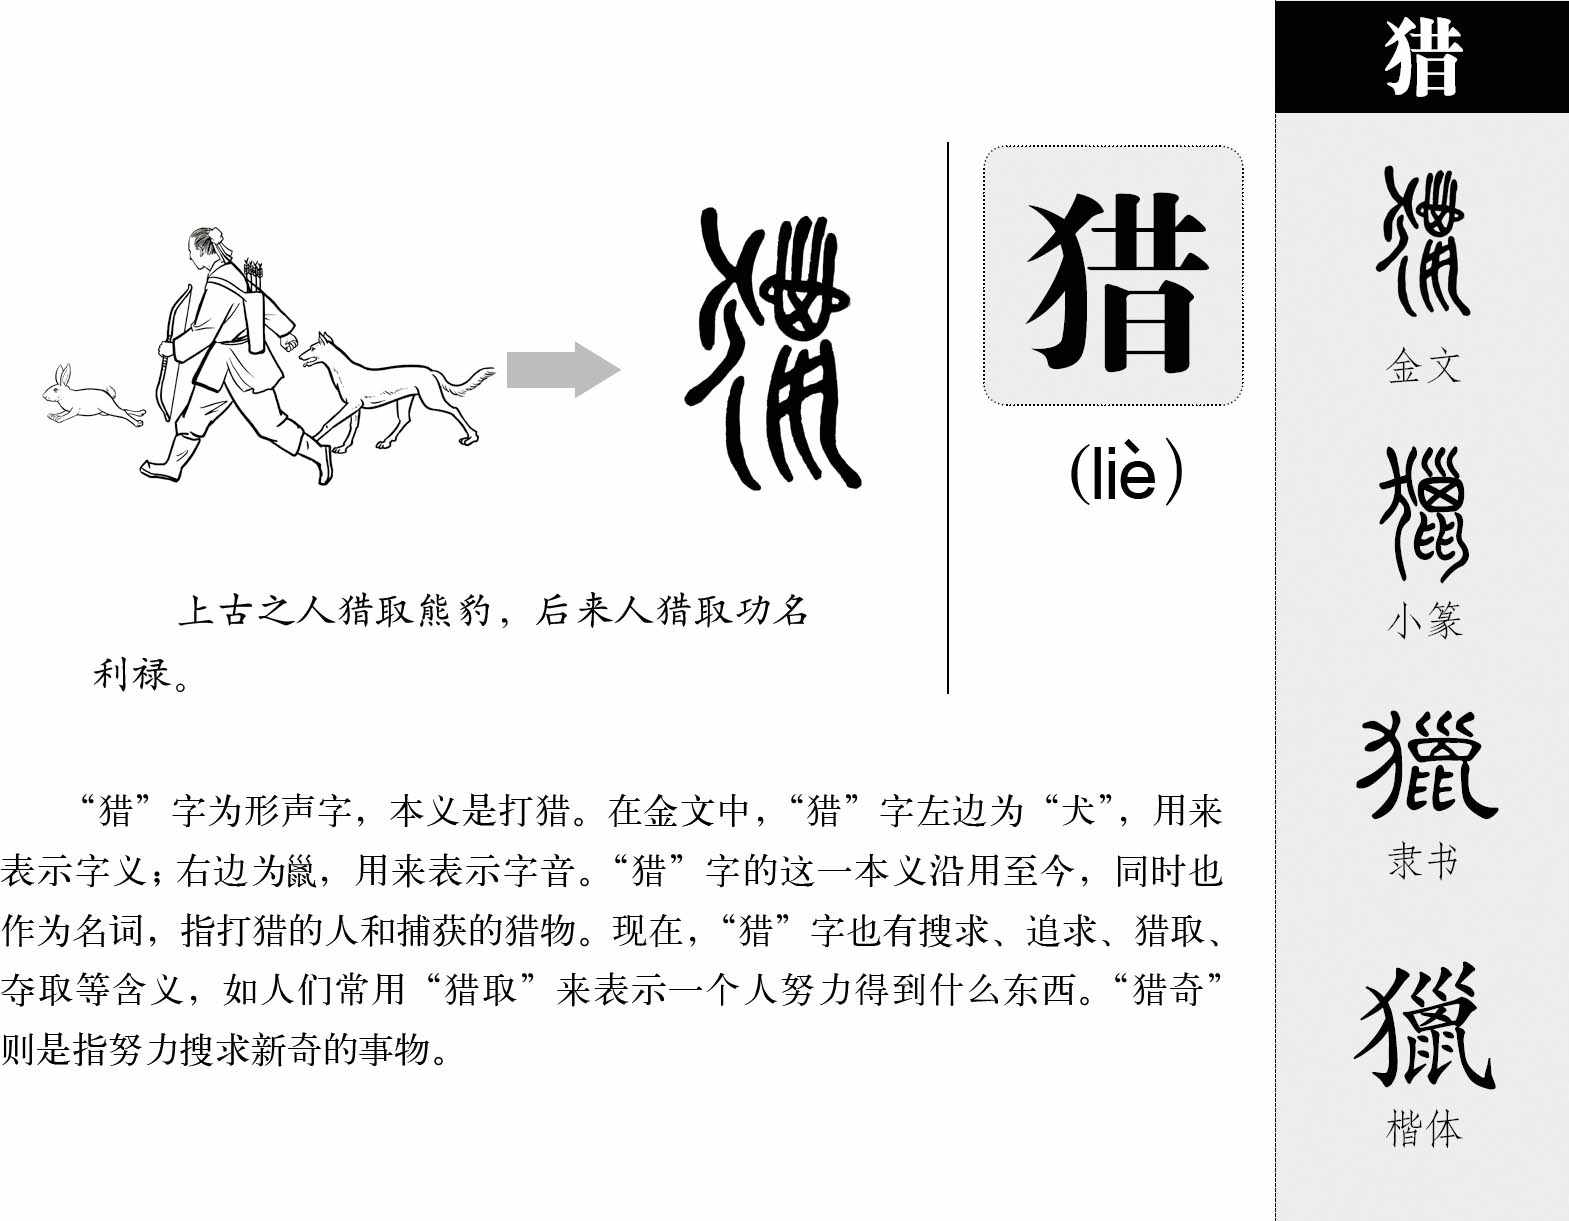 猎
猎
(liè)
上古之人猎取熊豹，后来人猎取功名
利禄。
“猎”字为形声字，本义是打猎。在金文中，“猎”字左边为“犬”，用来
表示字义；右边为巤，用来表示字音。“猎”字的这一本义沿用至今，同时也
作为名词，指打猎的人和捕获的猎物。现在，“猎”字也有搜求、追求、猎取、
夺取等含义，如人们常用“猎取”来表示一个人努力得到什么东西。“猎奇”
则是指努力搜求新奇的事物。
金文
獵
小篆
獵
隶书
獵
楷体